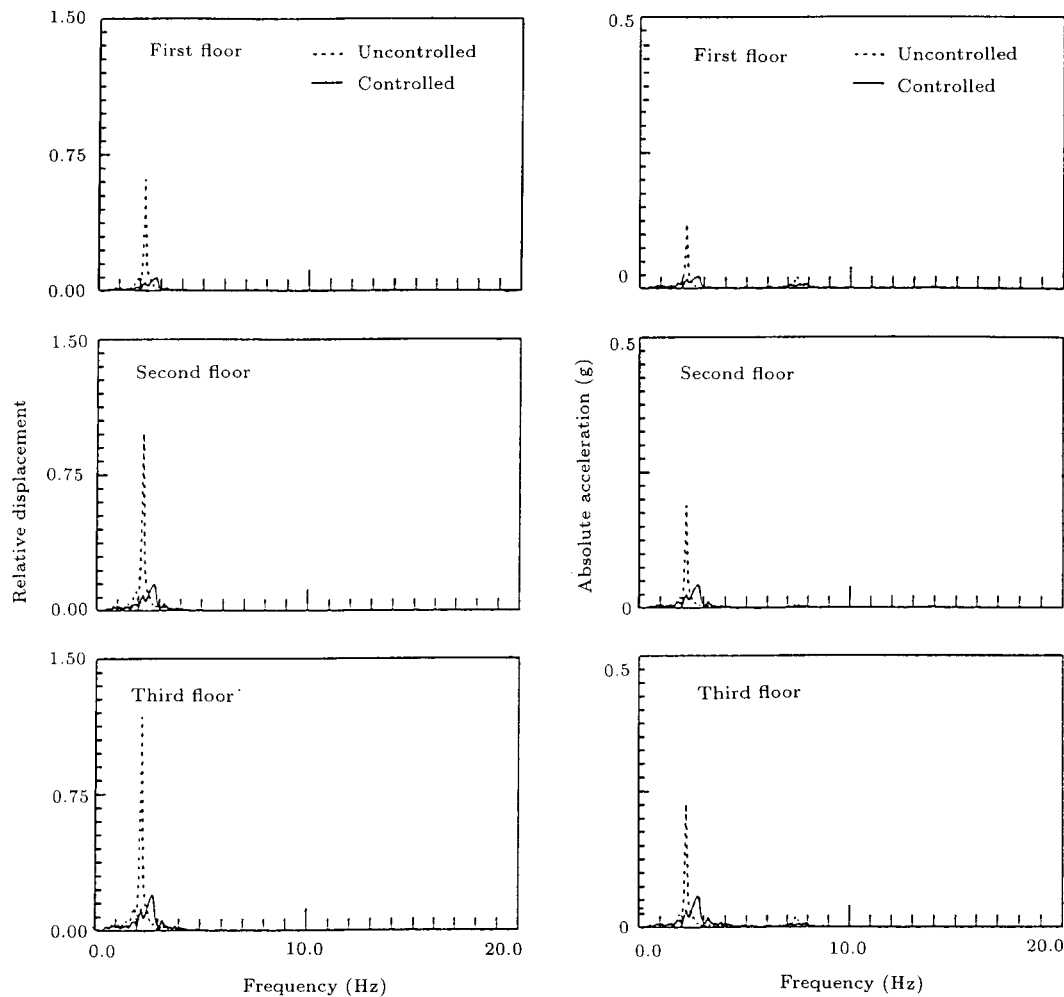 1.50
First floor
Uncontrolled
Controlled
0.75
0.00
0.5
First floor
Uncontrolled
Controlled
0
Relative displacement
1.50
Second floor
0.75
0.00
Absolute acceleration (g)
0.5
Second floor
0
1.50
Third floor
0.75
0.00
0.0
10.0
20.0
Frequency (Hz)
0.5
Third floor
0
0.0
10.0
20.0
Frequency (Hz)